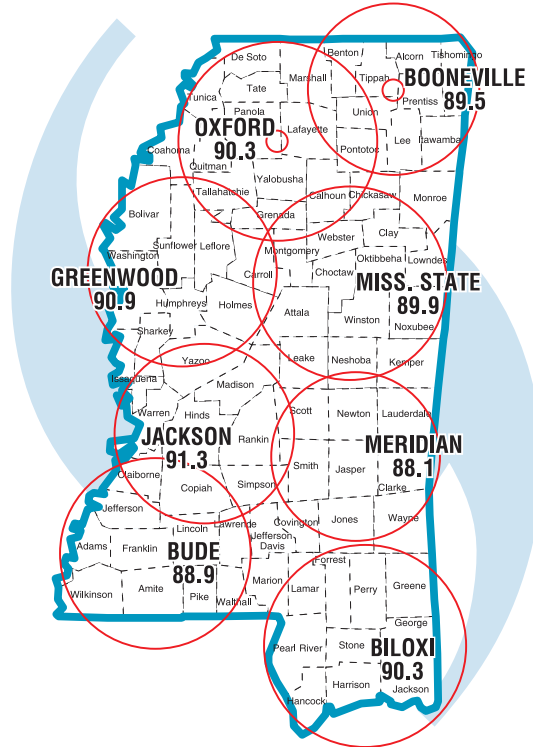 De Soto
Benton
Alcorn
Tishomingo
Marshall
Tippah
BOONEVILLE
89.5
Tate
Tunica
Prentiss
Panola
Union
OXFORD
90.3
Lafayette
Lee
Itawamba
Coahoma
Pontotoc
Quitman
Yalobusha
Tallahatchie
Calhoun
Chickasaw
Monroe
Bolivar
Grenada
Clay
Webster
Sunflower
Leflore
Montgomery
Washington
Oktibbeha
Lowndes
Choctaw
Carroll
GREENWOOD
90.9
MISS. STATE
89.9
Humphreys
Holmes
Attala
Winston
Noxubee
Sharkey
Yazoo
Leake
Neshoba
Kemper
Issaquena
Madison
Warren
Hinds
Scott
Newton
Lauderdale
JACKSON
91.3
Rankin
MERIDIAN
88.1
Smith
Jasper
Claiborne
Copiah
Simpson
Clarke
Jefferson
Lincoln
Lawrende
Covington
Jones
Wayne
Jefferson
Davis
Adams
Franklin
BUDE
88.9
Forrest
Marion
Lamar
Perry
Greene
Wilkinson
Amite
Pike
Walthall
George
Pearl River
Stone
BILOXI
90.3
Harrison
Jackson
Hancock